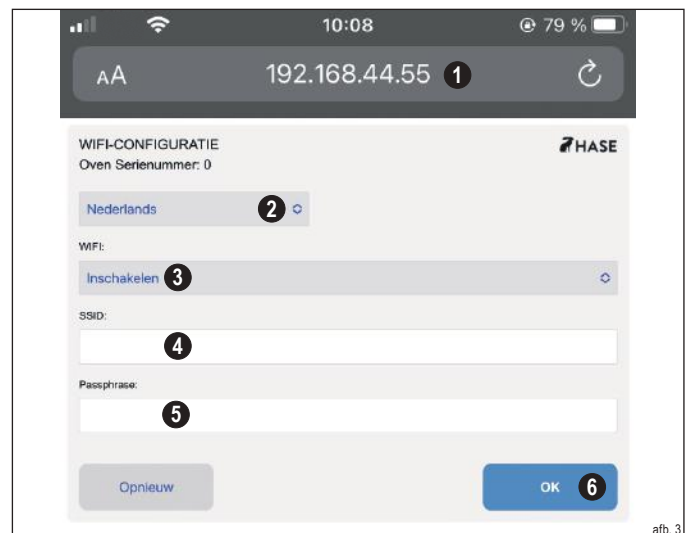 10:08 79 %
AA 192.168.44.55 1
WIFI-CONFIGURATIE HASE
Oven Serienummer: 0
Nederlands 2
WIFI:
Inschakelen 3
SSID:
4
Passphrase:
5
Opnieuw OK 6
afb. 3